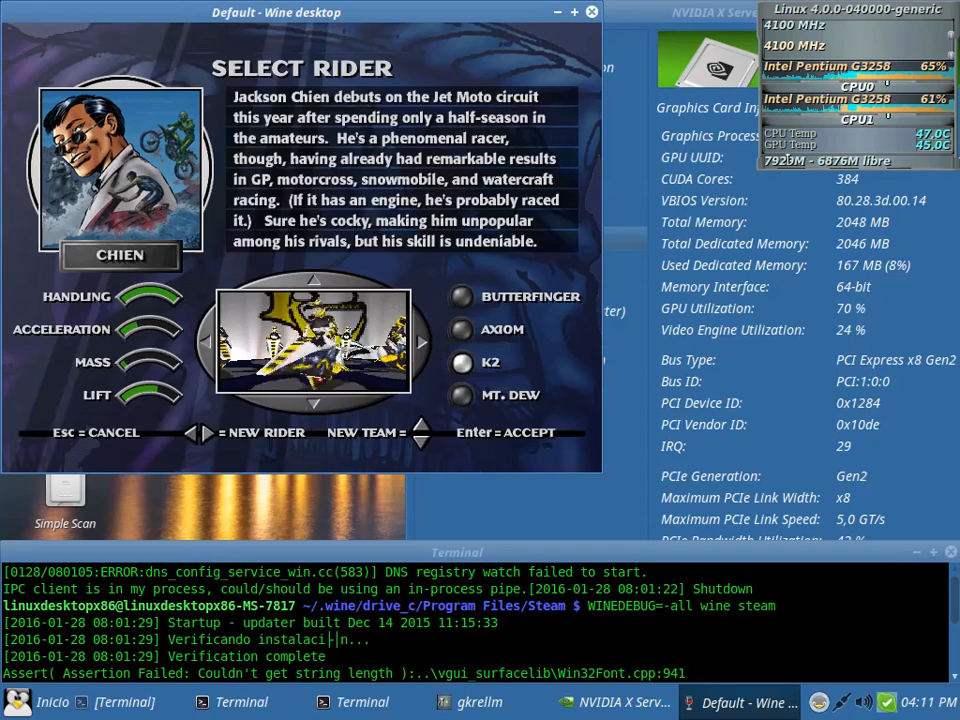 Default - Wine desktop
SELECT RIDER
Jackson Chien debuts on the Jet Moto circuit
this year after spending only a half-season in
the amateurs. He's a phenomenal racer,
though, having already had remarkable results
in GP, motorcross, snowmobile, and watercraft
racing. (If it has an engine, he's probably raced
it.) Sure he's cocky, making him unpopular
among his rivals, but his skill is undeniable.
CHIEN
HANDLING
ACCELERATION
MASS
LIFT
BUTTERFINGER
AXIOM
K2
MT. DEW
Esc = CANCEL
= NEW RIDER
NEW TEAM =
Enter = ACCEPT
NVIDIA X Serve
on
ter)
Graphics Card In
Graphics Process
GPU UUID:
CUDA Cores: 384
VBIOS Version: 80.28.3d.00.14
Total Memory: 2048 MB
Total Dedicated Memory: 2046 MB
Used Dedicated Memory: 167 MB (8%)
Memory Interface: 64-bit
GPU Utilization: 70 %
Video Engine Utilization: 24 %
Bus Type: PCI Express x8 Gen2
Bus ID: PCI:1:0:0
PCI Device ID: 0x1284
PCI Vendor ID: 0x10de
IRQ: 29
PCIe Generation: Gen2
Maximum PCIe Link Width: x8
Maximum PCIe Link Speed: 5,0 GT/s
PCIe Bandwidth Utilization: 42 %
Linux 4.0.0-040000-generic
4100 MHz
4100 MHz
Intel Pentium G3258 65%
CPU0
Intel Pentium G3258 61%
CPU1
CPU Temp 47.0C
GPU Temp 45.0C
7929M - 6876M libre
Simple Scan
Terminal
[0128/080105:ERROR:dns_config_service_win.cc(583)] DNS registry watch failed to start.
IPC client is in my process, could/should be using an in-process pipe.[2016-01-28 08:01:22] Shutdown
linuxdesktopx86@linuxdesktopx86-MS-7817 ~/.wine/drive_c/Program Files/Steam $ WINEDEBUG=-all wine steam
[2016-01-28 08:01:29] Startup - updater built Dec 14 2015 11:15:33
[2016-01-28 08:01:29] Verificando instalaci├│n...
[2016-01-28 08:01:29] Verification complete
Assert( Assertion Failed: Couldn't get string length ):..\vgui_surfacelib\Win32Font.cpp:941
Inicio
[Terminal]
Terminal
Terminal
gkrellm
NVIDIA X Serv...
Default - Wine ...
04:11 PM